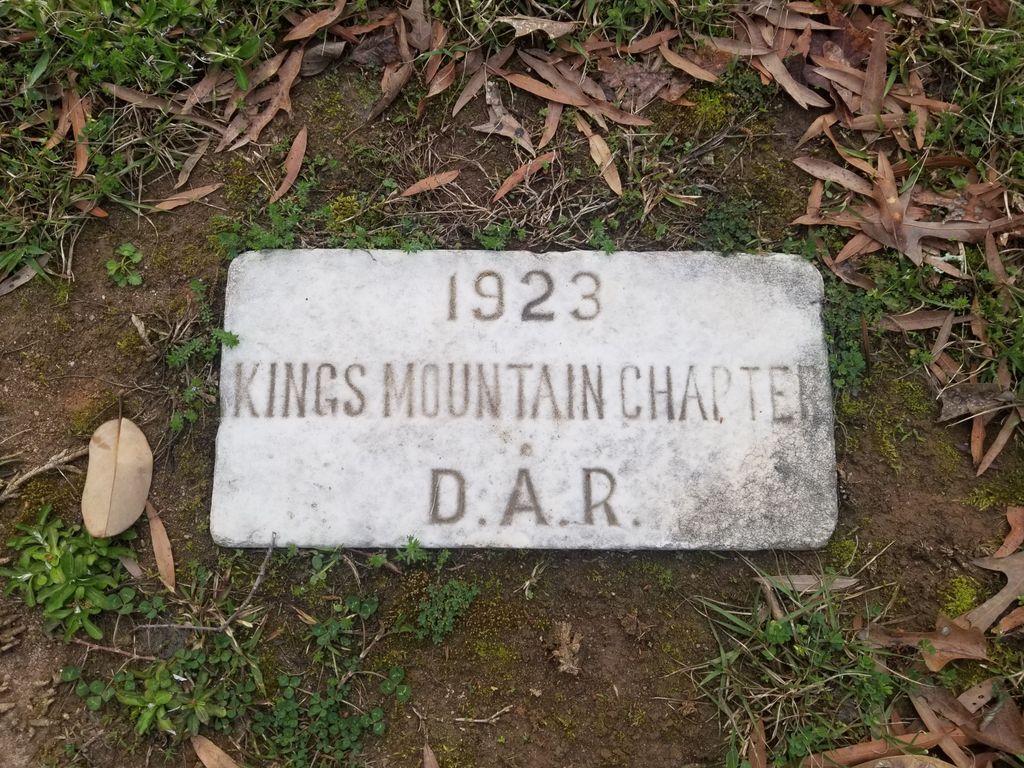 1923
KINGS MOUNTAIN CHAPTER
D.A.R.